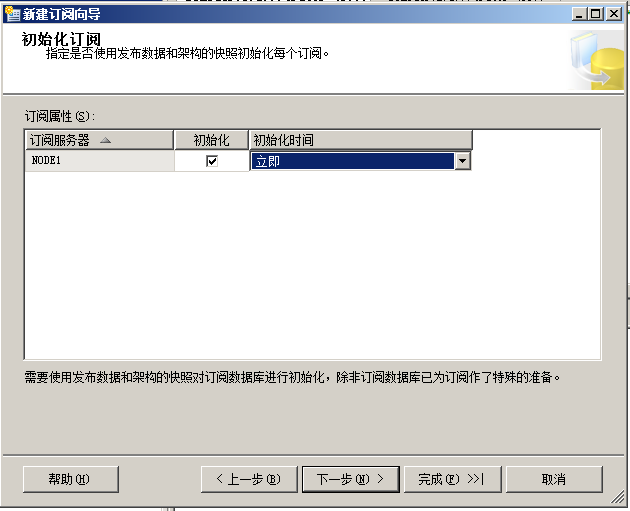 新建订阅向导
初始化订阅
指定是否使用发布数据和架构的快照初始化每个订阅。
订阅属性(S):
订阅服务器 初始化 初始化时间
NODE1 立即
需要使用发布数据和架构的快照对订阅数据库进行初始化，除非订阅数据库已为订阅作了特殊的准备。
帮助(H) < 上一步(B) 下一步(N) > 完成(F) >>| 取消